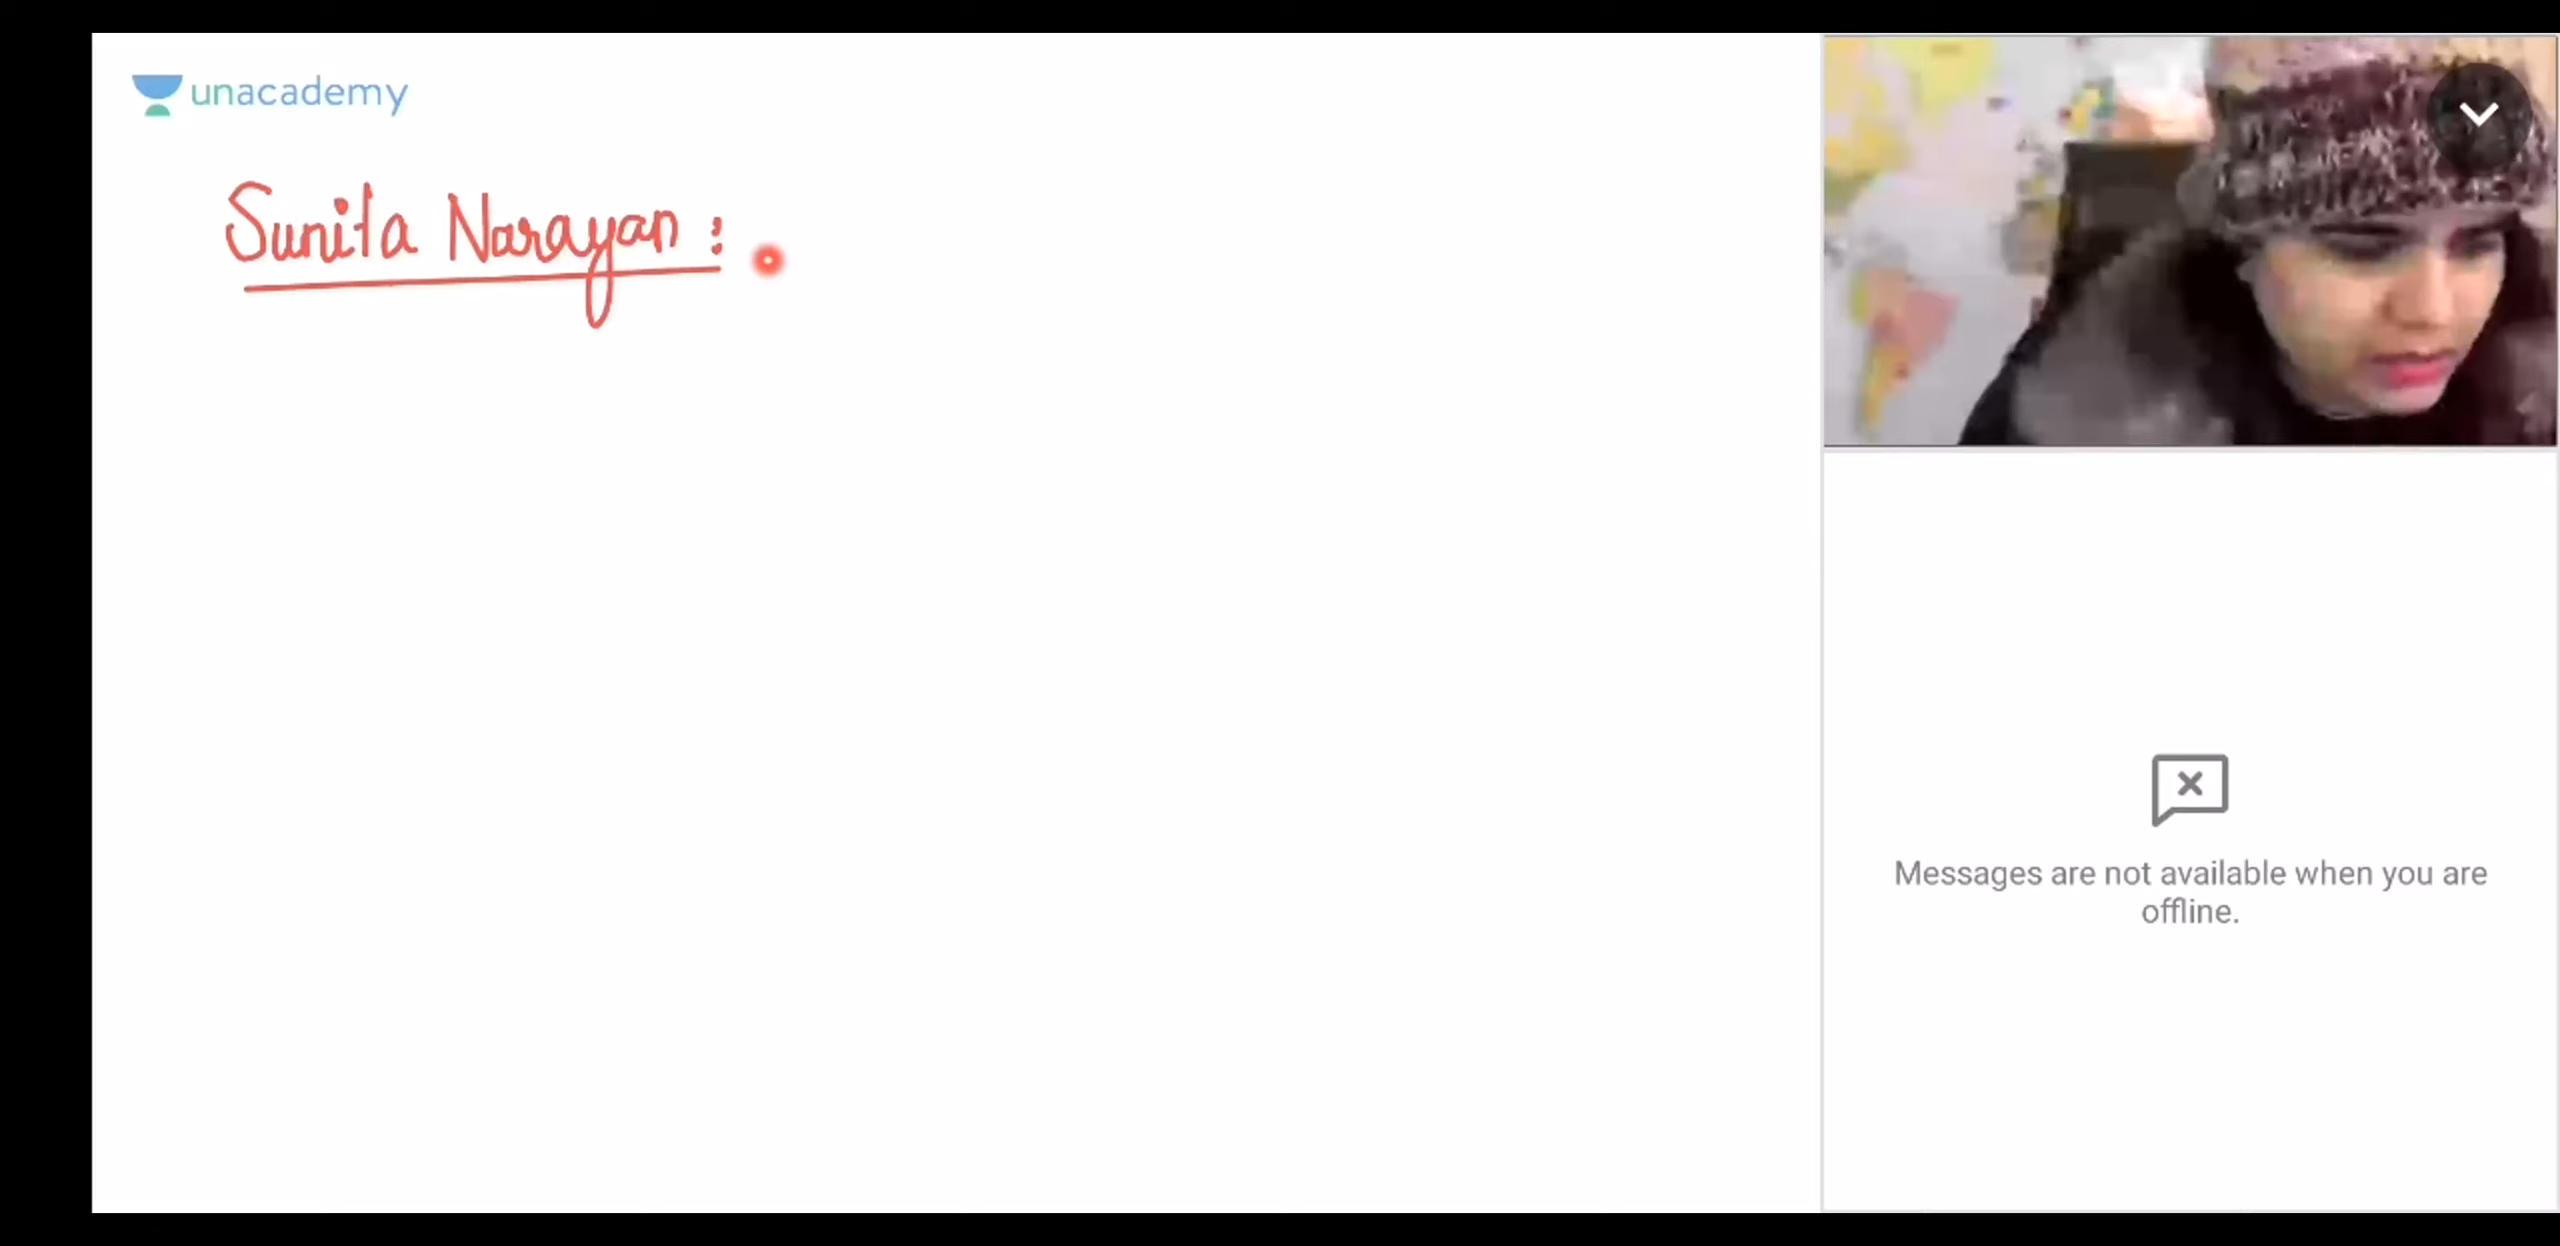 unacademy
Sunita Narayan :
Messages are not available when you are
offline.